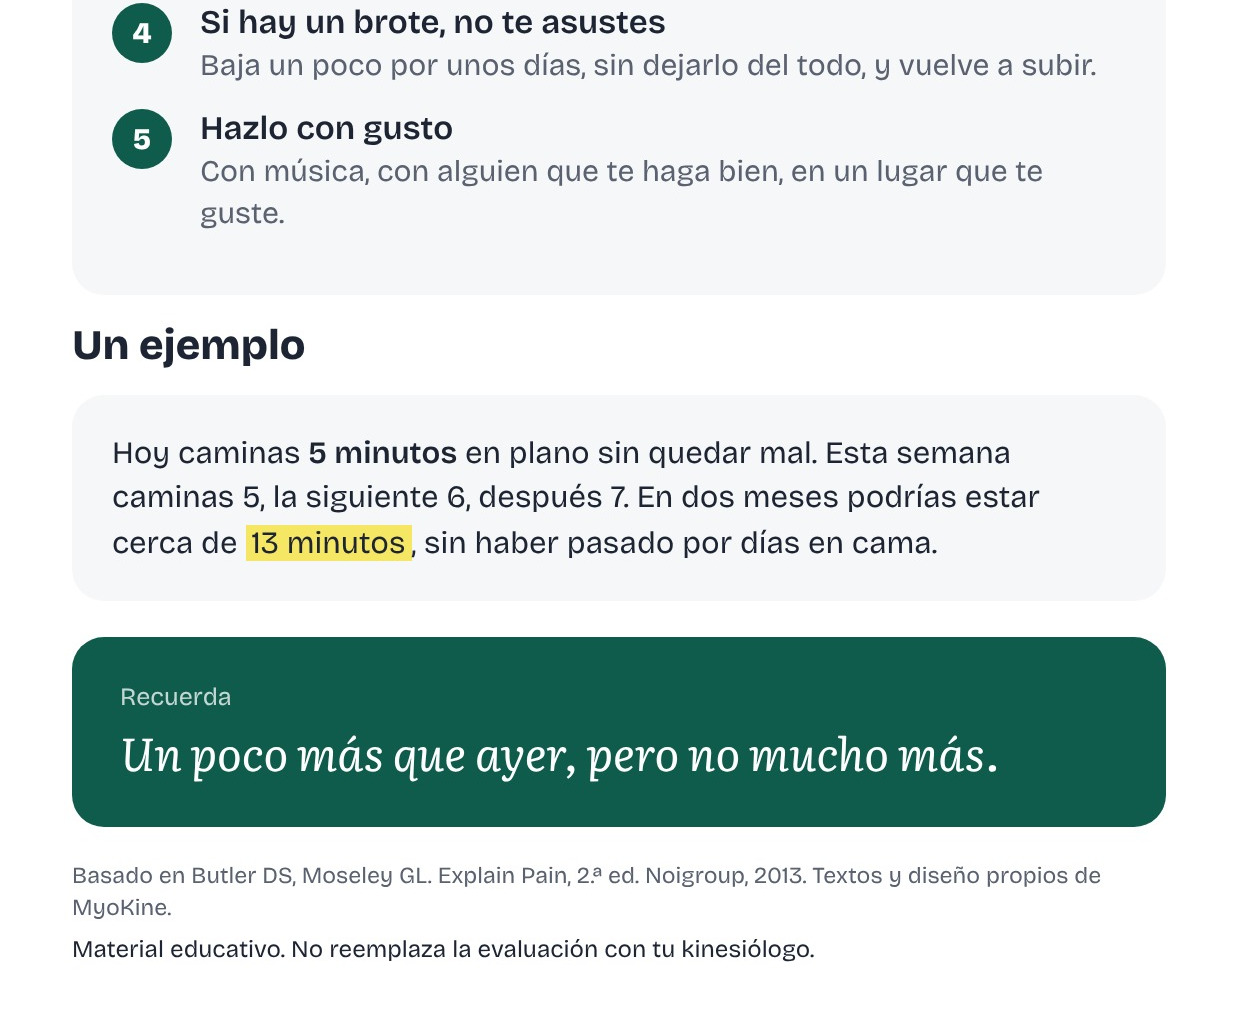 4 Si hay un brote, no te asustes
Baja un poco por unos días, sin dejarlo del todo, y vuelve a subir.
5 Hazlo con gusto
Con música, con alguien que te haga bien, en un lugar que te
guste.
Un ejemplo
Hoy caminas 5 minutos en plano sin quedar mal. Esta semana
caminas 5, la siguiente 6, después 7. En dos meses podrías estar
cerca de 13 minutos, sin haber pasado por días en cama.
Recuerda
Un poco más que ayer, pero no mucho más.
Basado en Butler DS, Moseley GL. Explain Pain, 2.ª ed. Noigroup, 2013. Textos y diseño propios de
MyoKine.
Material educativo. No reemplaza la evaluación con tu kinesiólogo.